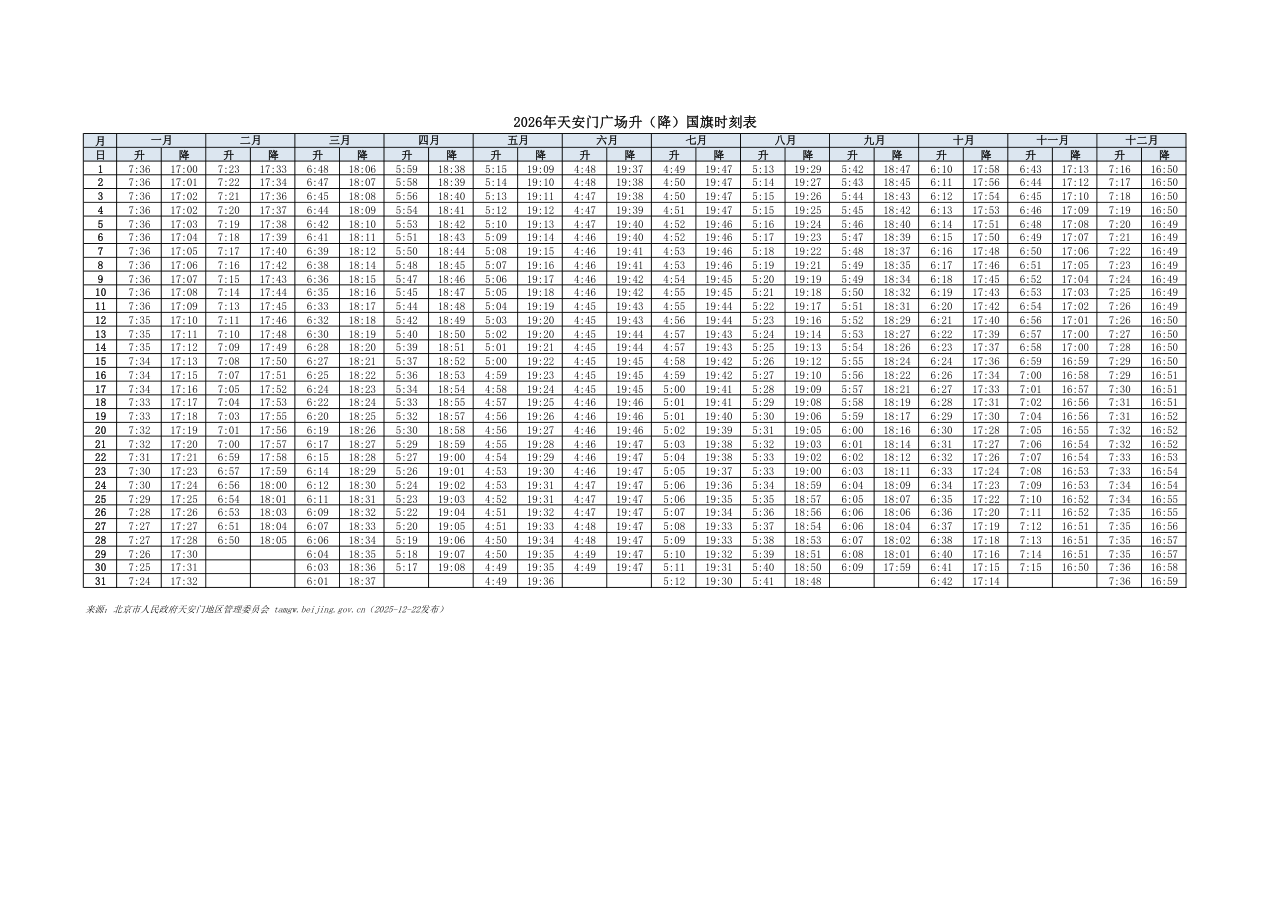 2026年天安门广场升（降）国旗时刻表
月 一月 二月 三月 四月 五月 六月 七月 八月 九月 十月 十一月 十二月
日 升 降 升 降 升 降 升 降 升 降 升 降 升 降 升 降 升 降 升 降 升 降 升 降
1 7:36 17:00 7:23 17:33 6:48 18:06 5:59 18:38 5:15 19:09 4:48 19:37 4:49 19:47 5:13 19:29 5:42 18:47 6:10 17:58 6:43 17:13 7:16 16:50
2 7:36 17:01 7:22 17:34 6:47 18:07 5:58 18:39 5:14 19:10 4:48 19:38 4:50 19:47 5:14 19:27 5:43 18:45 6:11 17:56 6:44 17:12 7:17 16:50
3 7:36 17:02 7:21 17:36 6:45 18:08 5:56 18:40 5:13 19:11 4:47 19:38 4:50 19:47 5:15 19:26 5:44 18:43 6:12 17:54 6:45 17:10 7:18 16:50
4 7:36 17:02 7:20 17:37 6:44 18:09 5:54 18:41 5:12 19:12 4:47 19:39 4:51 19:47 5:15 19:25 5:45 18:42 6:13 17:53 6:46 17:09 7:19 16:50
5 7:36 17:03 7:19 17:38 6:42 18:10 5:53 18:42 5:10 19:13 4:47 19:40 4:52 19:46 5:16 19:24 5:46 18:40 6:14 17:51 6:48 17:08 7:20 16:49
6 7:36 17:04 7:18 17:39 6:41 18:11 5:51 18:43 5:09 19:14 4:46 19:40 4:52 19:46 5:17 19:23 5:47 18:39 6:15 17:50 6:49 17:07 7:21 16:49
7 7:36 17:05 7:17 17:40 6:39 18:12 5:50 18:44 5:08 19:15 4:46 19:41 4:53 19:46 5:18 19:22 5:48 18:37 6:16 17:48 6:50 17:06 7:22 16:49
8 7:36 17:06 7:16 17:42 6:38 18:14 5:48 18:45 5:07 19:16 4:46 19:41 4:53 19:46 5:19 19:21 5:49 18:35 6:17 17:46 6:51 17:05 7:23 16:49
9 7:36 17:07 7:15 17:43 6:36 18:15 5:47 18:46 5:06 19:17 4:46 19:42 4:54 19:45 5:20 19:19 5:49 18:34 6:18 17:45 6:52 17:04 7:24 16:49
10 7:36 17:08 7:14 17:44 6:35 18:16 5:45 18:47 5:05 19:18 4:46 19:42 4:55 19:45 5:21 19:18 5:50 18:32 6:19 17:43 6:53 17:03 7:25 16:49
11 7:36 17:09 7:13 17:45 6:33 18:17 5:44 18:48 5:04 19:19 4:45 19:43 4:55 19:44 5:22 19:17 5:51 18:31 6:20 17:42 6:54 17:02 7:26 16:49
12 7:35 17:10 7:11 17:46 6:32 18:18 5:42 18:49 5:03 19:20 4:45 19:43 4:56 19:44 5:23 19:16 5:52 18:29 6:21 17:40 6:56 17:01 7:26 16:50
13 7:35 17:11 7:10 17:48 6:30 18:19 5:40 18:50 5:02 19:20 4:45 19:44 4:57 19:43 5:24 19:14 5:53 18:27 6:22 17:39 6:57 17:00 7:27 16:50
14 7:35 17:12 7:09 17:49 6:28 18:20 5:39 18:51 5:01 19:21 4:45 19:44 4:57 19:43 5:25 19:13 5:54 18:26 6:23 17:37 6:58 17:00 7:28 16:50
15 7:34 17:13 7:08 17:50 6:27 18:21 5:37 18:52 5:00 19:22 4:45 19:45 4:58 19:42 5:26 19:12 5:55 18:24 6:24 17:36 6:59 16:59 7:29 16:50
16 7:34 17:15 7:07 17:51 6:25 18:22 5:36 18:53 4:59 19:23 4:45 19:45 4:59 19:42 5:27 19:10 5:56 18:22 6:26 17:34 7:00 16:58 7:29 16:51
17 7:34 17:16 7:05 17:52 6:24 18:23 5:34 18:54 4:58 19:24 4:45 19:45 5:00 19:41 5:28 19:09 5:57 18:21 6:27 17:33 7:01 16:57 7:30 16:51
18 7:33 17:17 7:04 17:53 6:22 18:24 5:33 18:55 4:57 19:25 4:46 19:46 5:01 19:41 5:29 19:08 5:58 18:19 6:28 17:31 7:02 16:56 7:31 16:51
19 7:33 17:18 7:03 17:55 6:20 18:25 5:32 18:57 4:56 19:26 4:46 19:46 5:01 19:40 5:30 19:06 5:59 18:17 6:29 17:30 7:04 16:56 7:31 16:52
20 7:32 17:19 7:01 17:56 6:19 18:26 5:30 18:58 4:56 19:27 4:46 19:46 5:02 19:39 5:31 19:05 6:00 18:16 6:30 17:28 7:05 16:55 7:32 16:52
21 7:32 17:20 7:00 17:57 6:17 18:27 5:29 18:59 4:55 19:28 4:46 19:47 5:03 19:38 5:32 19:03 6:01 18:14 6:31 17:27 7:06 16:54 7:32 16:52
22 7:31 17:21 6:59 17:58 6:15 18:28 5:27 19:00 4:54 19:29 4:46 19:47 5:04 19:38 5:33 19:02 6:02 18:12 6:32 17:26 7:07 16:54 7:33 16:53
23 7:30 17:23 6:57 17:59 6:14 18:29 5:26 19:01 4:53 19:30 4:46 19:47 5:05 19:37 5:33 19:00 6:03 18:11 6:33 17:24 7:08 16:53 7:33 16:54
24 7:30 17:24 6:56 18:00 6:12 18:30 5:24 19:02 4:53 19:31 4:47 19:47 5:06 19:36 5:34 18:59 6:04 18:09 6:34 17:23 7:09 16:53 7:34 16:54
25 7:29 17:25 6:54 18:01 6:11 18:31 5:23 19:03 4:52 19:31 4:47 19:47 5:06 19:35 5:35 18:57 6:05 18:07 6:35 17:22 7:10 16:52 7:34 16:55
26 7:28 17:26 6:53 18:03 6:09 18:32 5:22 19:04 4:51 19:32 4:47 19:47 5:07 19:34 5:36 18:56 6:06 18:06 6:36 17:20 7:11 16:52 7:35 16:55
27 7:27 17:27 6:51 18:04 6:07 18:33 5:20 19:05 4:51 19:33 4:48 19:47 5:08 19:33 5:37 18:54 6:06 18:04 6:37 17:19 7:12 16:51 7:35 16:56
28 7:27 17:28 6:50 18:05 6:06 18:34 5:19 19:06 4:50 19:34 4:48 19:47 5:09 19:33 5:38 18:53 6:07 18:02 6:38 17:18 7:13 16:51 7:35 16:57
29 7:26 17:30 6:04 18:35 5:18 19:07 4:50 19:35 4:49 19:47 5:10 19:32 5:39 18:51 6:08 18:01 6:40 17:16 7:14 16:51 7:35 16:57
30 7:25 17:31 6:03 18:36 5:17 19:08 4:49 19:35 4:49 19:47 5:11 19:31 5:40 18:50 6:09 17:59 6:41 17:15 7:15 16:50 7:36 16:58
31 7:24 17:32 6:01 18:37 4:49 19:36 5:12 19:30 5:41 18:48 6:42 17:14 7:36 16:59
来源：北京市人民政府天安门地区管理委员会 tamgw.beijing.gov.cn（2025-12-22发布）